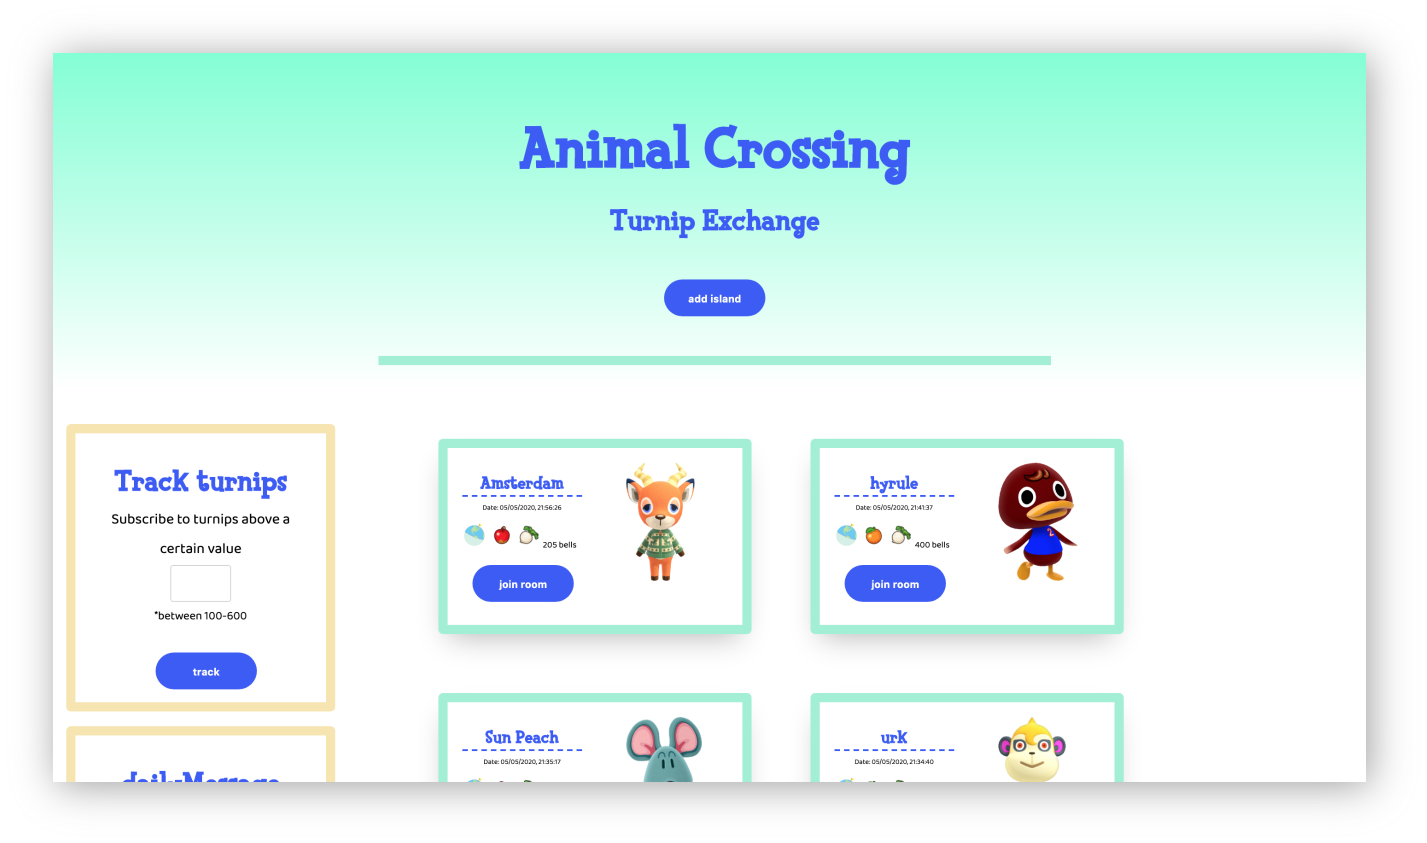 Animal Crossing
Turnip Exchange
add island
Track turnips
Subscribe to turnips above a
certain value
*between 100-600
track
dailyMessage
Amsterdam
Date: 05/05/2020, 21:56:26
205 bells
join room
hyrule
Date: 05/05/2020, 21:41:37
400 bells
join room
Sun Peach
Date: 05/05/2020, 21:35:17
urk
Date: 05/05/2020, 21:34:40